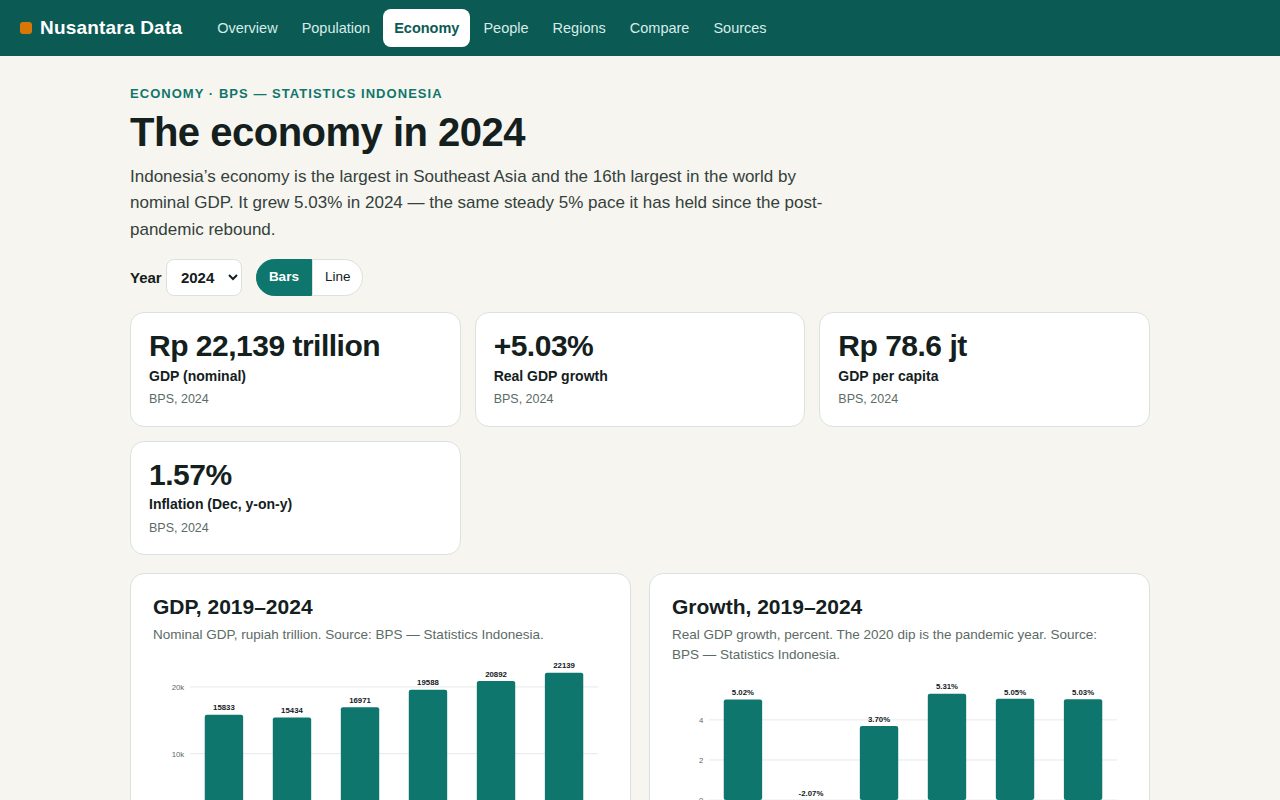 Nusantara Data
Overview
Population
Economy
People
Regions
Compare
Sources
ECONOMY · BPS — STATISTICS INDONESIA
The economy in 2024
Indonesia’s economy is the largest in Southeast Asia and the 16th largest in the world by
nominal GDP. It grew 5.03% in 2024 — the same steady 5% pace it has held since the post-
pandemic rebound.
Year 2024 Bars Line
Rp 22,139 trillion
GDP (nominal)
BPS, 2024
+5.03%
Real GDP growth
BPS, 2024
Rp 78.6 jt
GDP per capita
BPS, 2024
1.57%
Inflation (Dec, y-on-y)
BPS, 2024
GDP, 2019–2024
Nominal GDP, rupiah trillion. Source: BPS — Statistics Indonesia.
20k
10k
15833
15434
16971
19588
20892
22139
Growth, 2019–2024
Real GDP growth, percent. The 2020 dip is the pandemic year. Source:
BPS — Statistics Indonesia.
4
2
5.02%
-2.07%
3.70%
5.31%
5.05%
5.03%